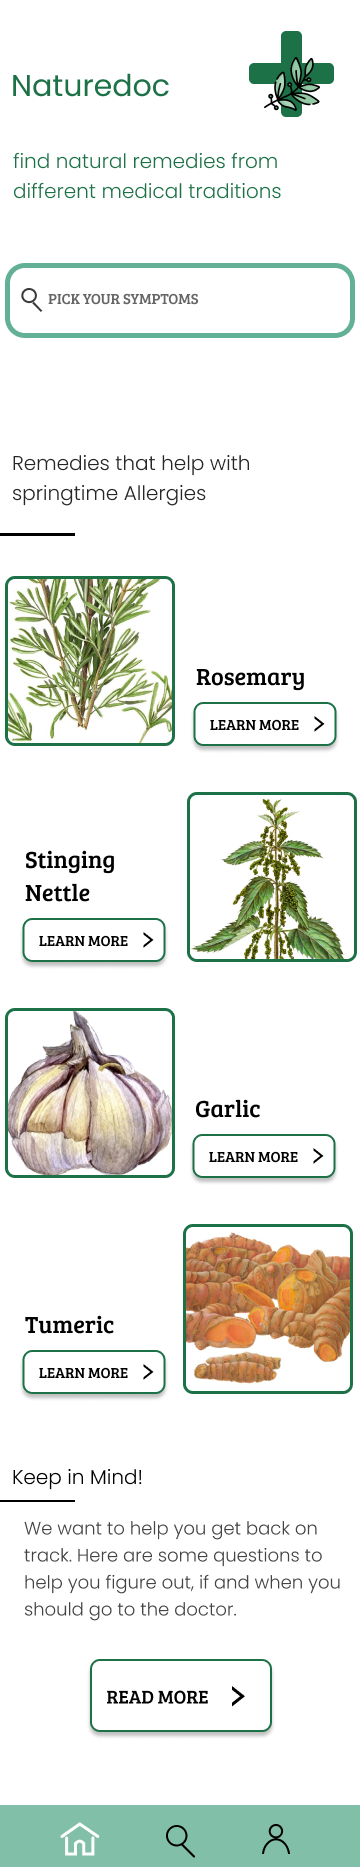 Naturedoc
find natural remedies from
different medical traditions
PICK YOUR SYMPTOMS
Remedies that help with
springtime Allergies
Rosemary
LEARN MORE
Stinging
Nettle
LEARN MORE
Garlic
LEARN MORE
Tumeric
LEARN MORE
Keep in Mind!
We want to help you get back on
track. Here are some questions to
help you figure out, if and when you
should go to the doctor.
READ MORE